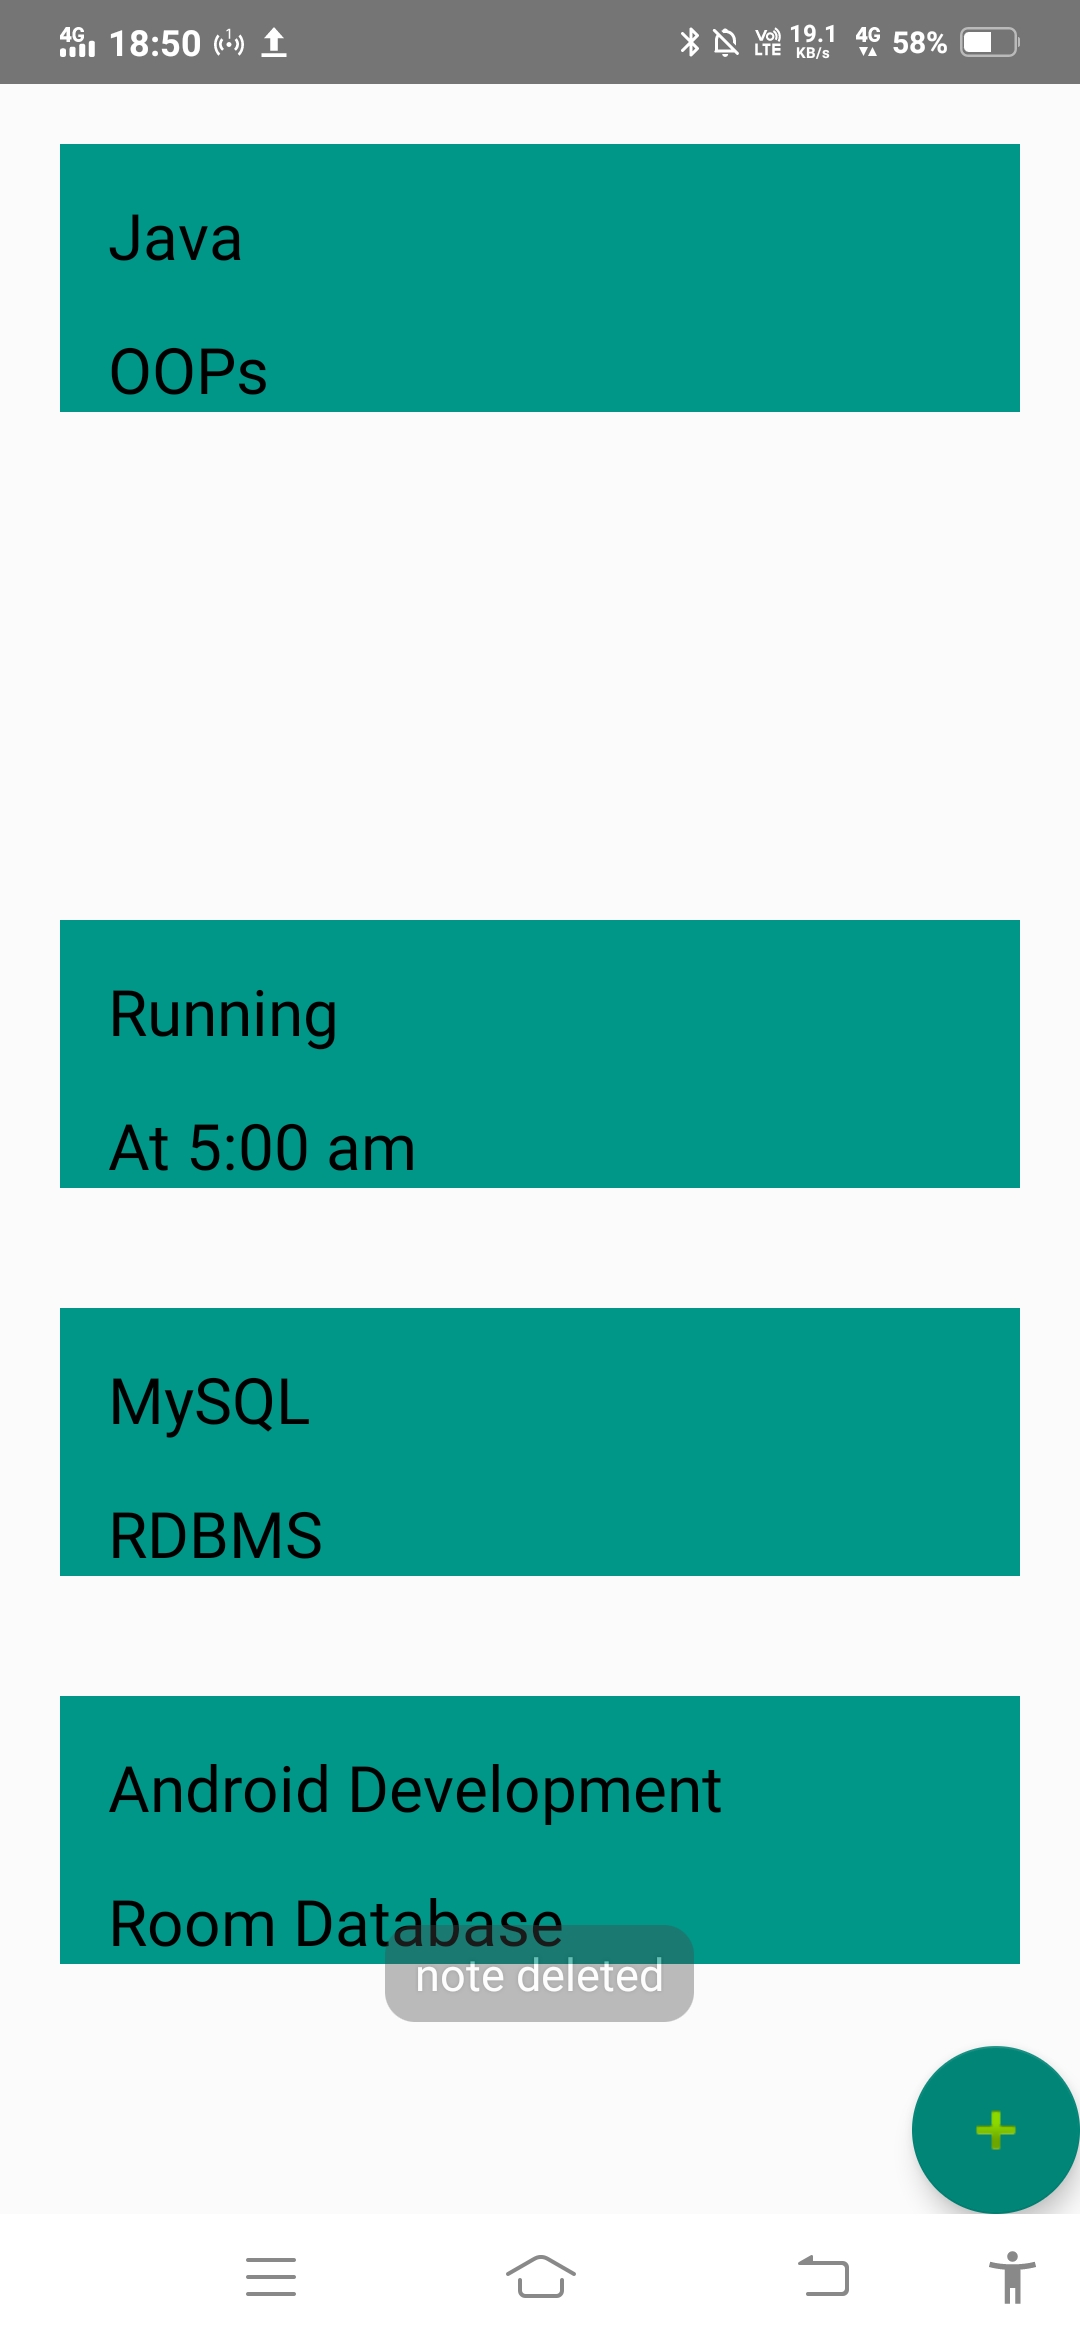 4G 18:50 1 Vo)) LTE 19.1 KB/s 4G 58%
Java
OOPs
Running
At 5:00 am
MySQL
RDBMS
Android Development
Room Database
note deleted